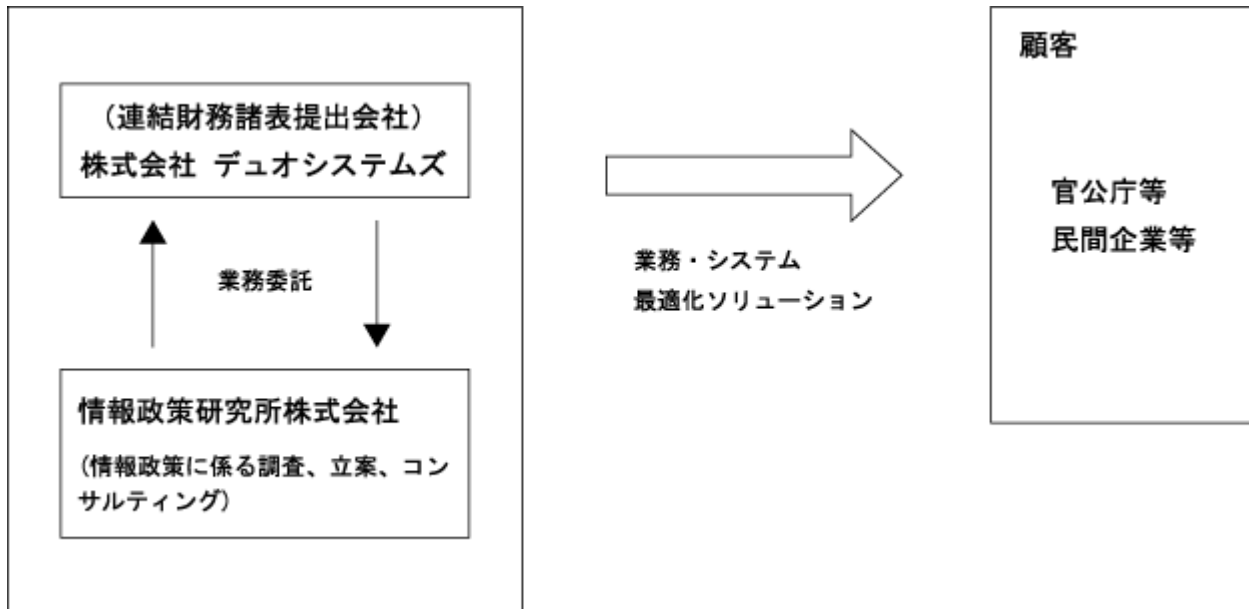 （連結財務諸表提出会社）
株式会社 デュオシステムズ
業務委託
情報政策研究所株式会社
（情報政策に係る調査、立案、コン
サルティング）
業務・システム
最適化ソリューション
顧客
官公庁等
民間企業等